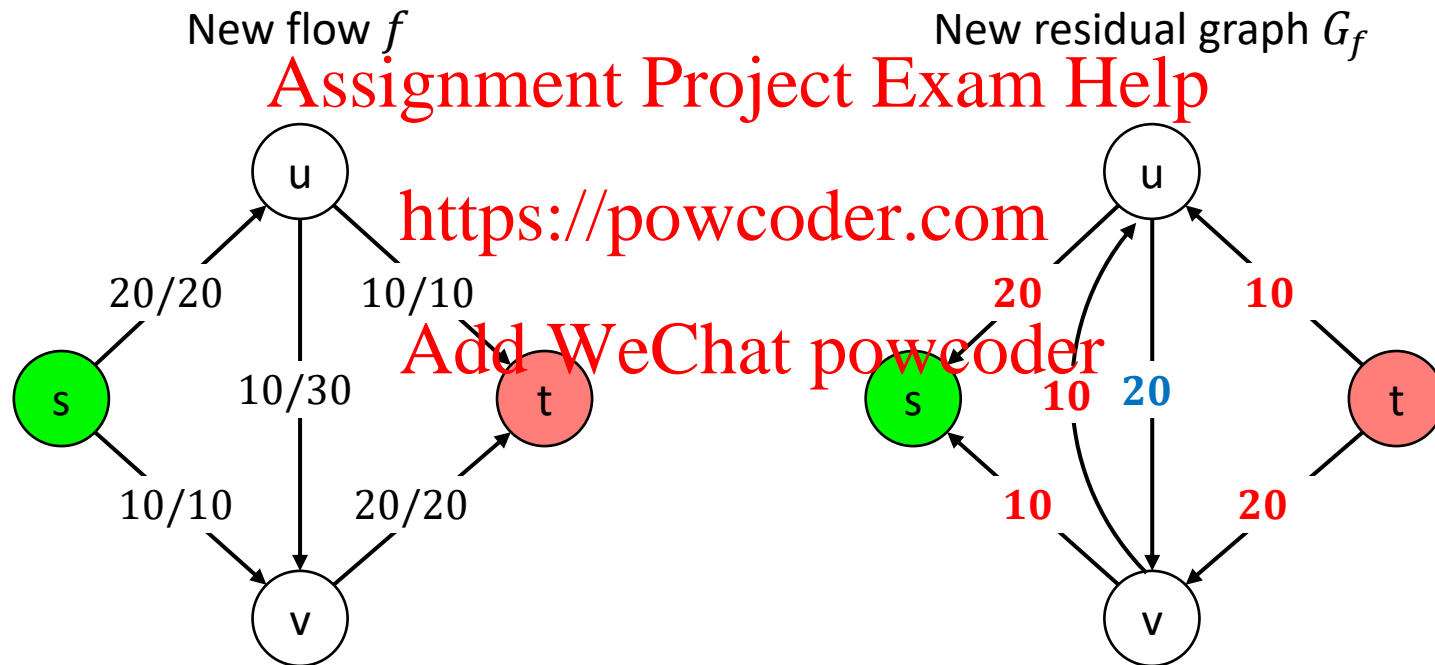 New flow f
New residual graph G_f
Assignment Project Exam Help
u
u
https://powcoder.com
20/20
10/10
20
10
Add WeChat powcoder
s
10/30
t
s
10
20
t
10/10
20/20
10
20
v
v